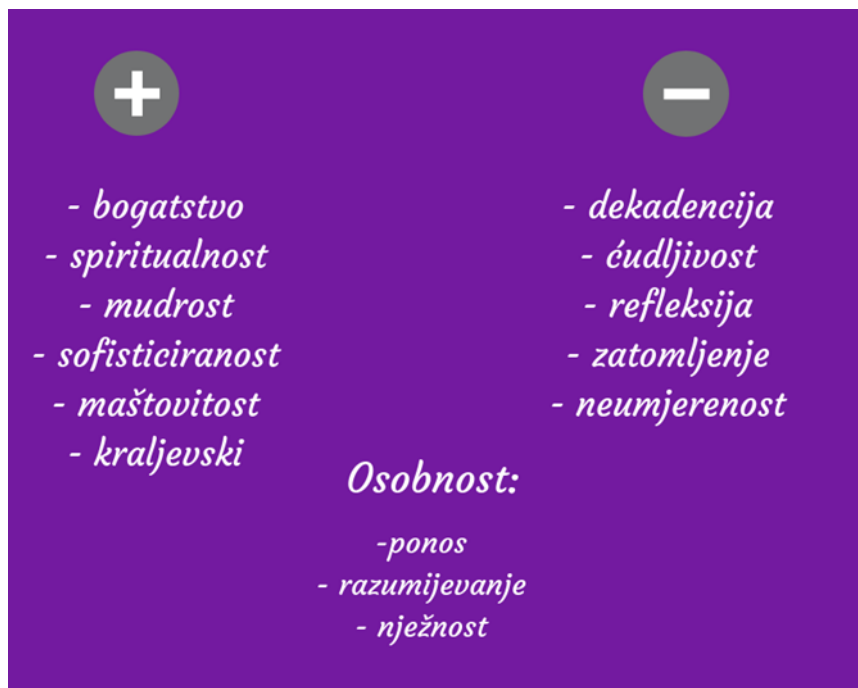 - bogatstvo
- spiritualnost
- mudrost
- sofisticiranost
- maštovitost
- kraljevski
- dekadencija
- ćudljivost
- refleksija
- zatomljenje
- neumjerenost
Osobnost:
-ponos
- razumijevanje
- nježnost